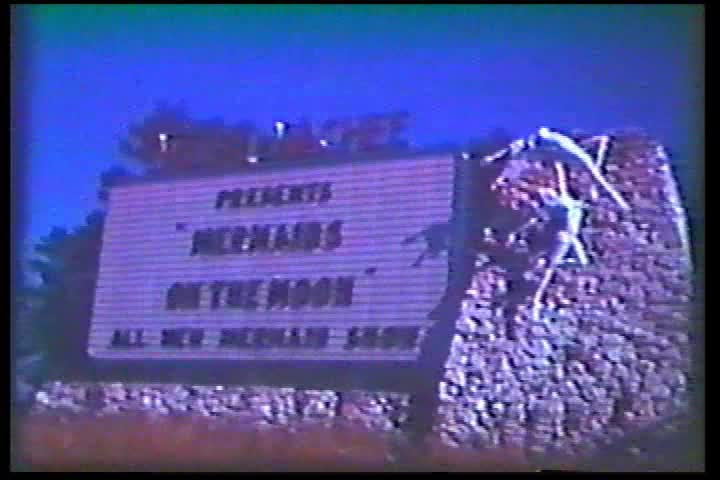 PRESENTS
"MERMAIDS
ON THE MOON"
ALL NEW MERMAID SHOW